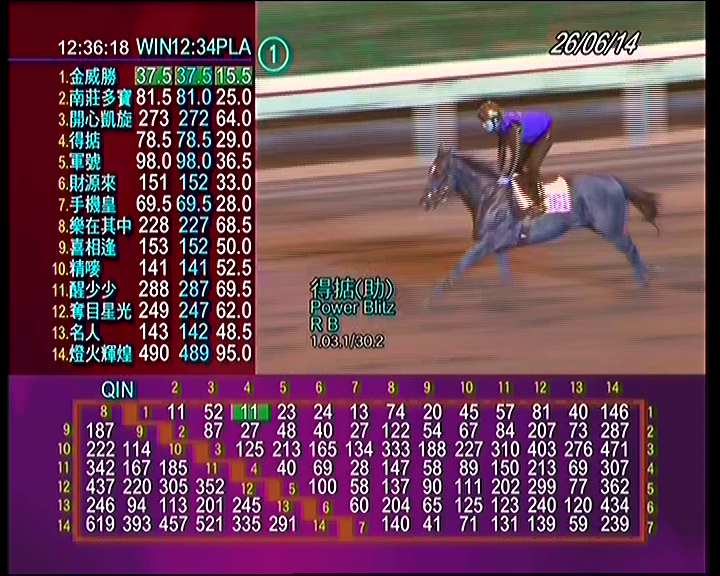 12:36:18 WIN12:34PLA
1
26/06/14
1.金威勝 37.5 37.5 15.5
2.南莊多寶 81.5 81.0 25.0
3.開心凱旋 273 272 64.0
4.得掂 78.5 78.5 29.0
5.軍號 98.0 98.0 36.5
6.財源來 151 152 33.0
7.手機皇 69.5 69.5 28.0
8.樂在其中 228 227 68.5
9.喜相逢 153 152 50.0
10.精嘜 141 141 52.5
11.醒少少 288 287 69.5
12.奪目星光 249 247 62.0
13.名人 143 142 48.5
14.燈火輝煌 490 489 95.0
得掂(助)
Power Blitz
R B
1.03.1/30.2
QIN 2 3 4 5 6 7 8 9 10 11 12 13 14
8 1 11 52 11 23 24 13 74 20 45 57 81 40 146 1
9 187 9 2 87 27 48 40 27 122 54 67 84 207 73 287 2
10 222 114 10 3 125 213 165 134 333 188 227 310 403 276 471 3
11 342 167 185 11 4 40 69 28 147 58 89 150 213 69 307 4
12 437 220 305 352 12 5 100 58 137 90 111 202 299 77 362 5
13 246 94 113 201 245 13 6 60 204 65 125 123 240 120 434 6
14 619 393 457 521 335 291 14 7 140 41 71 131 139 59 239 7